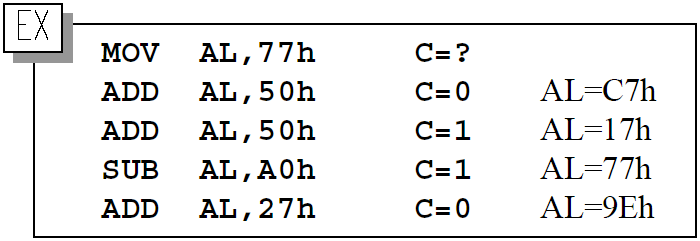 EX
MOV AL,77h C=?
ADD AL,50h C=0 AL=C7h
ADD AL,50h C=1 AL=17h
SUB AL,A0h C=1 AL=77h
ADD AL,27h C=0 AL=9Eh